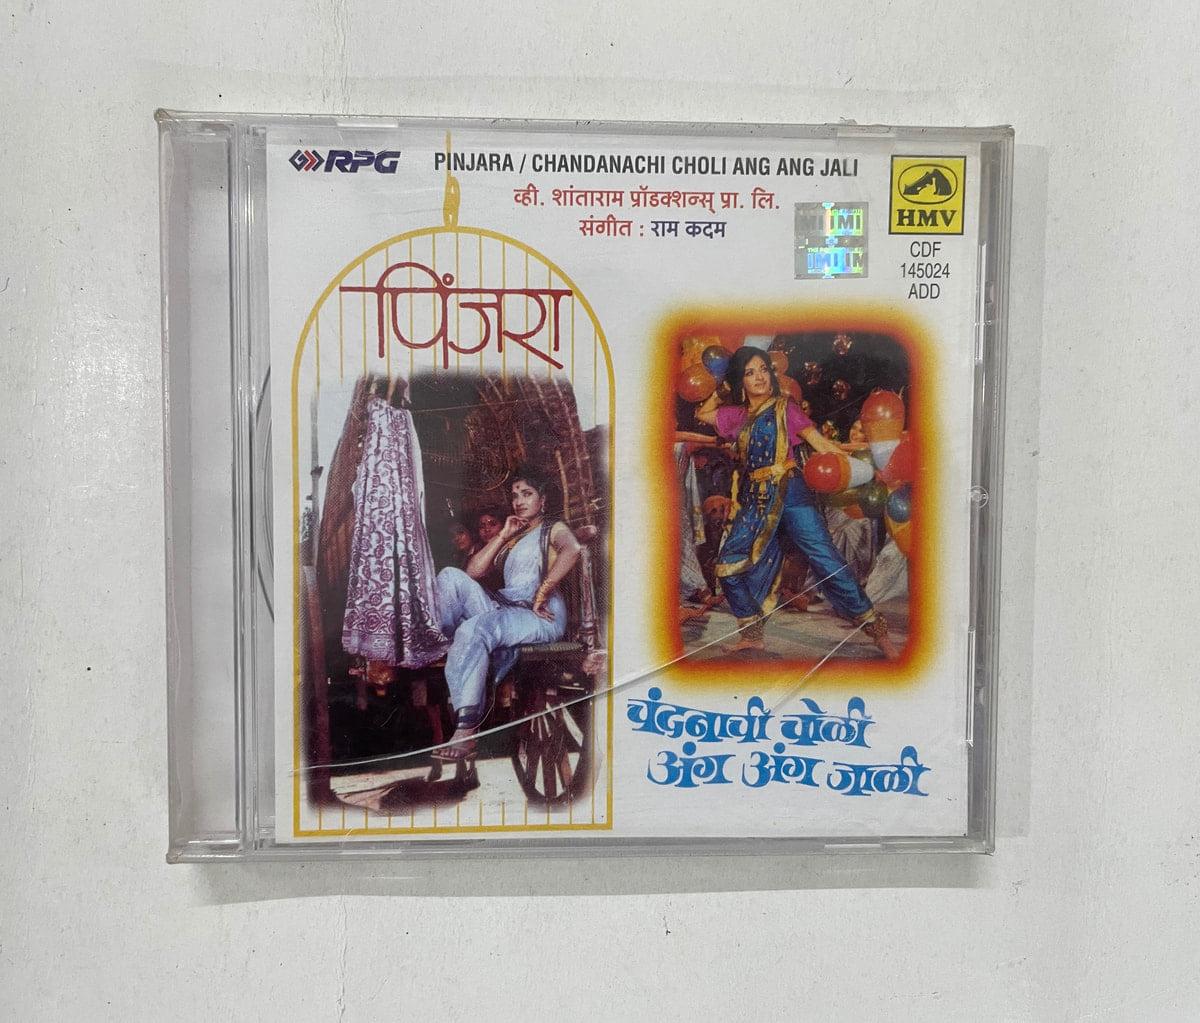 RPG
PINJARA / CHANDANACHI CHOLI ANG ANG JALI
व्ही. शांताराम प्रॉडक्शन्स् प्रा. लि.
संगीत : राम कदम
HMV
CDF
145024
ADD
पिंजरा
चंदनाची चोळी
अंग अंग जाळी